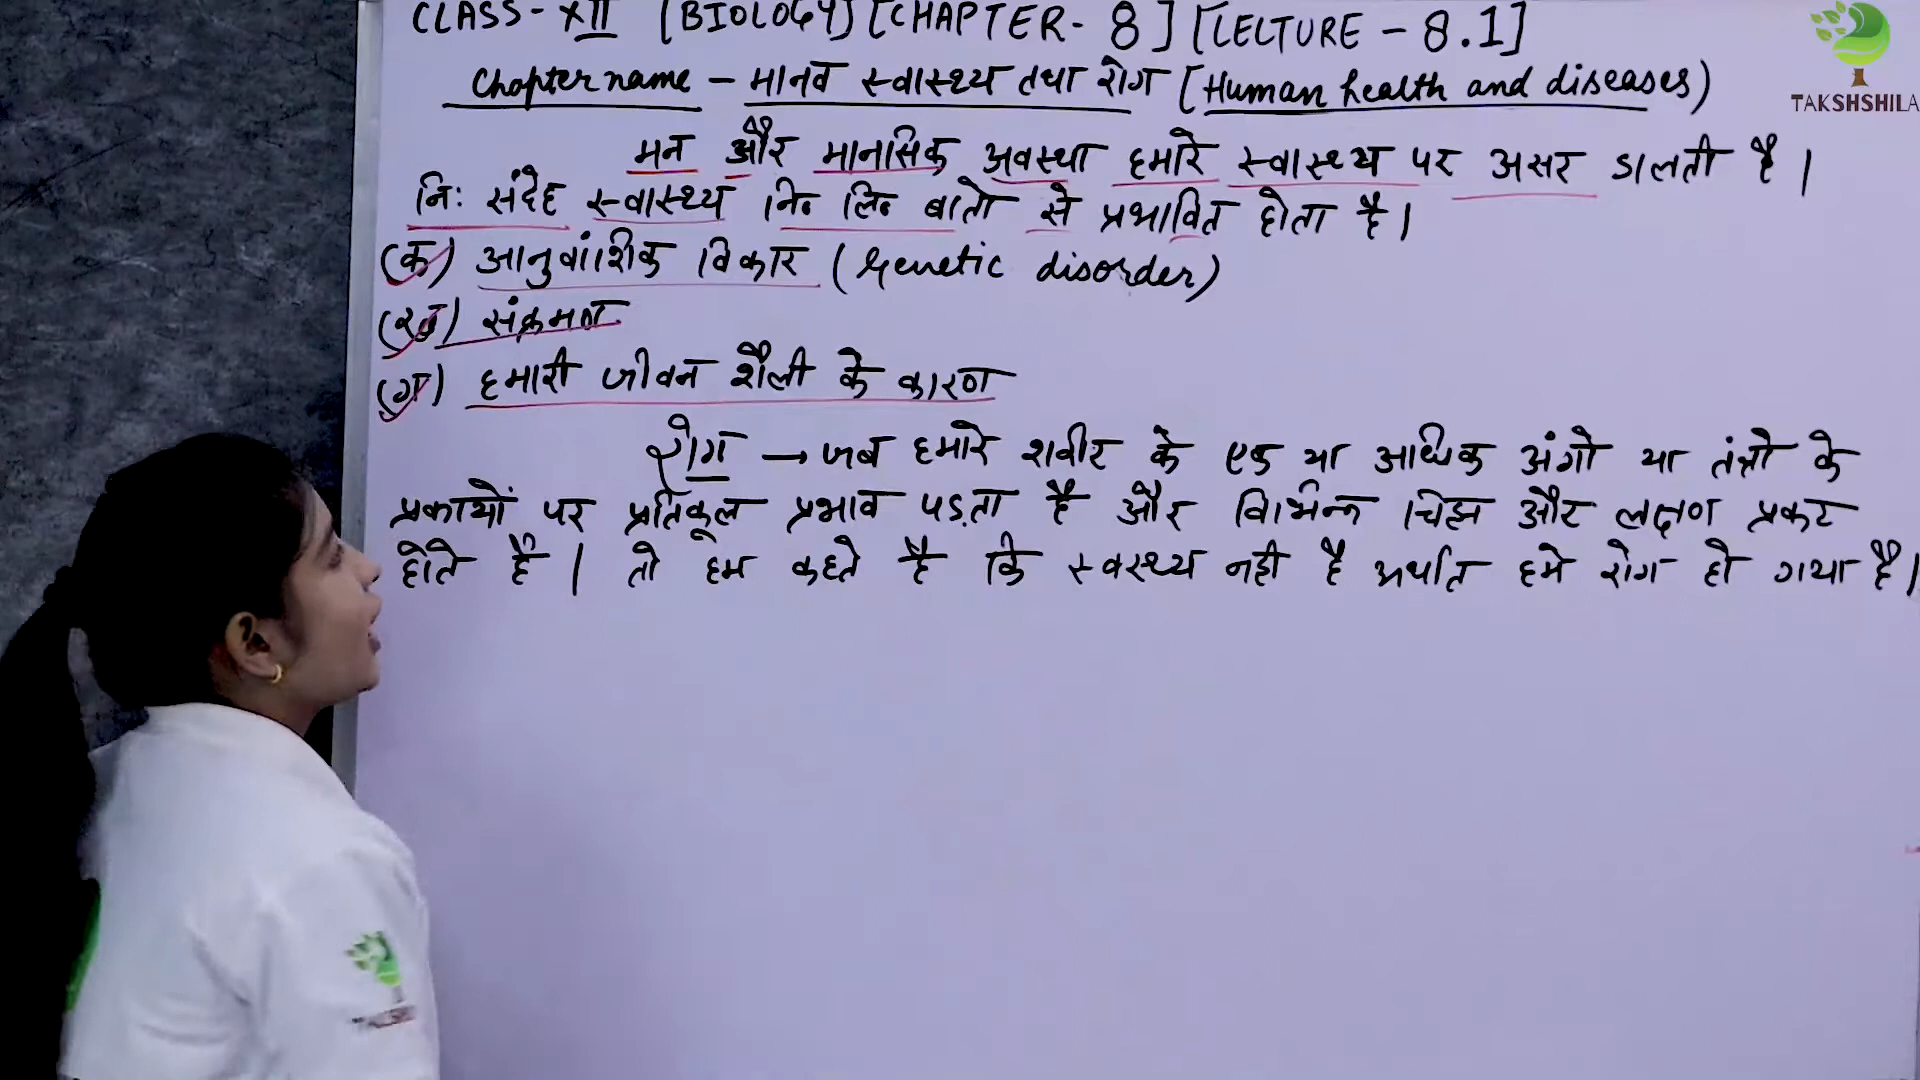 CLASS- XII [BIOLOGY] [CHAPTER- 8] [LECTURE - 8.1]
TAKSHSHILA
Chapter name - मानव स्वास्थ्य तथा रोग [Human health and diseases)
मन और मानसिक अवस्था हमारे स्वास्थ्य पर असर डालती है।
निः संदेह स्वास्थ्य बातो से प्रभावित होता है।
(क) आनुवांशिक विकार (Genetic disorder)
(ख) संक्रमण
(ग) हमारी जीवन शैली के कारण
रोग → जब हमारे शरीर के एक या अधिक अंगो या तंत्रो के
प्रकार्यो पर प्रतिकूल प्रभाव पड़ता है और विभिन्न चिह्न और लक्षण प्रकट
होते है। तो हम कहते है कि स्वस्थ्य नही है अर्थात हमे रोग हो गया है।